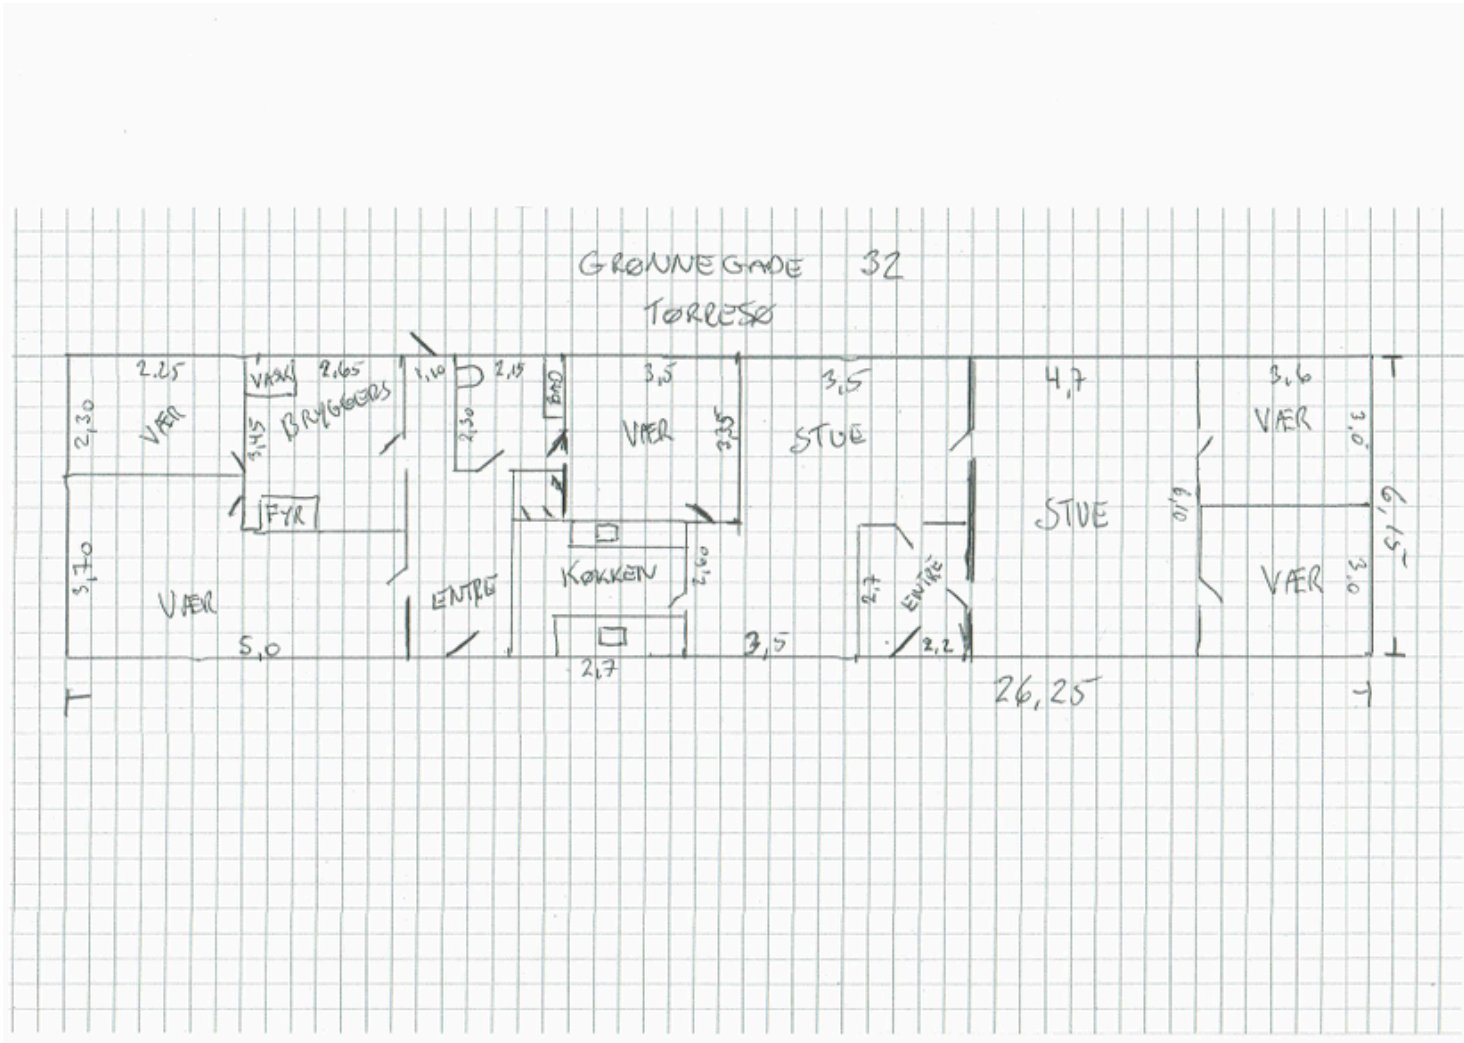 GRØNNEGADE 32
TØRRESØ
2.25
VASK
2,65
1,10
2,15
3,5
3,5
4,7
3,6
2,30
VÆR
3,45
BRYGGERS
2,30
VÆR
3,35
STUE
VÆR
3,0
FYR
STUE
6,10
6,15
3,70
VÆR
ENTRE
KØKKEN
2,60
2,7
ENTRE
VÆR
3,0
5,0
2,7
3,5
2,2
26,25